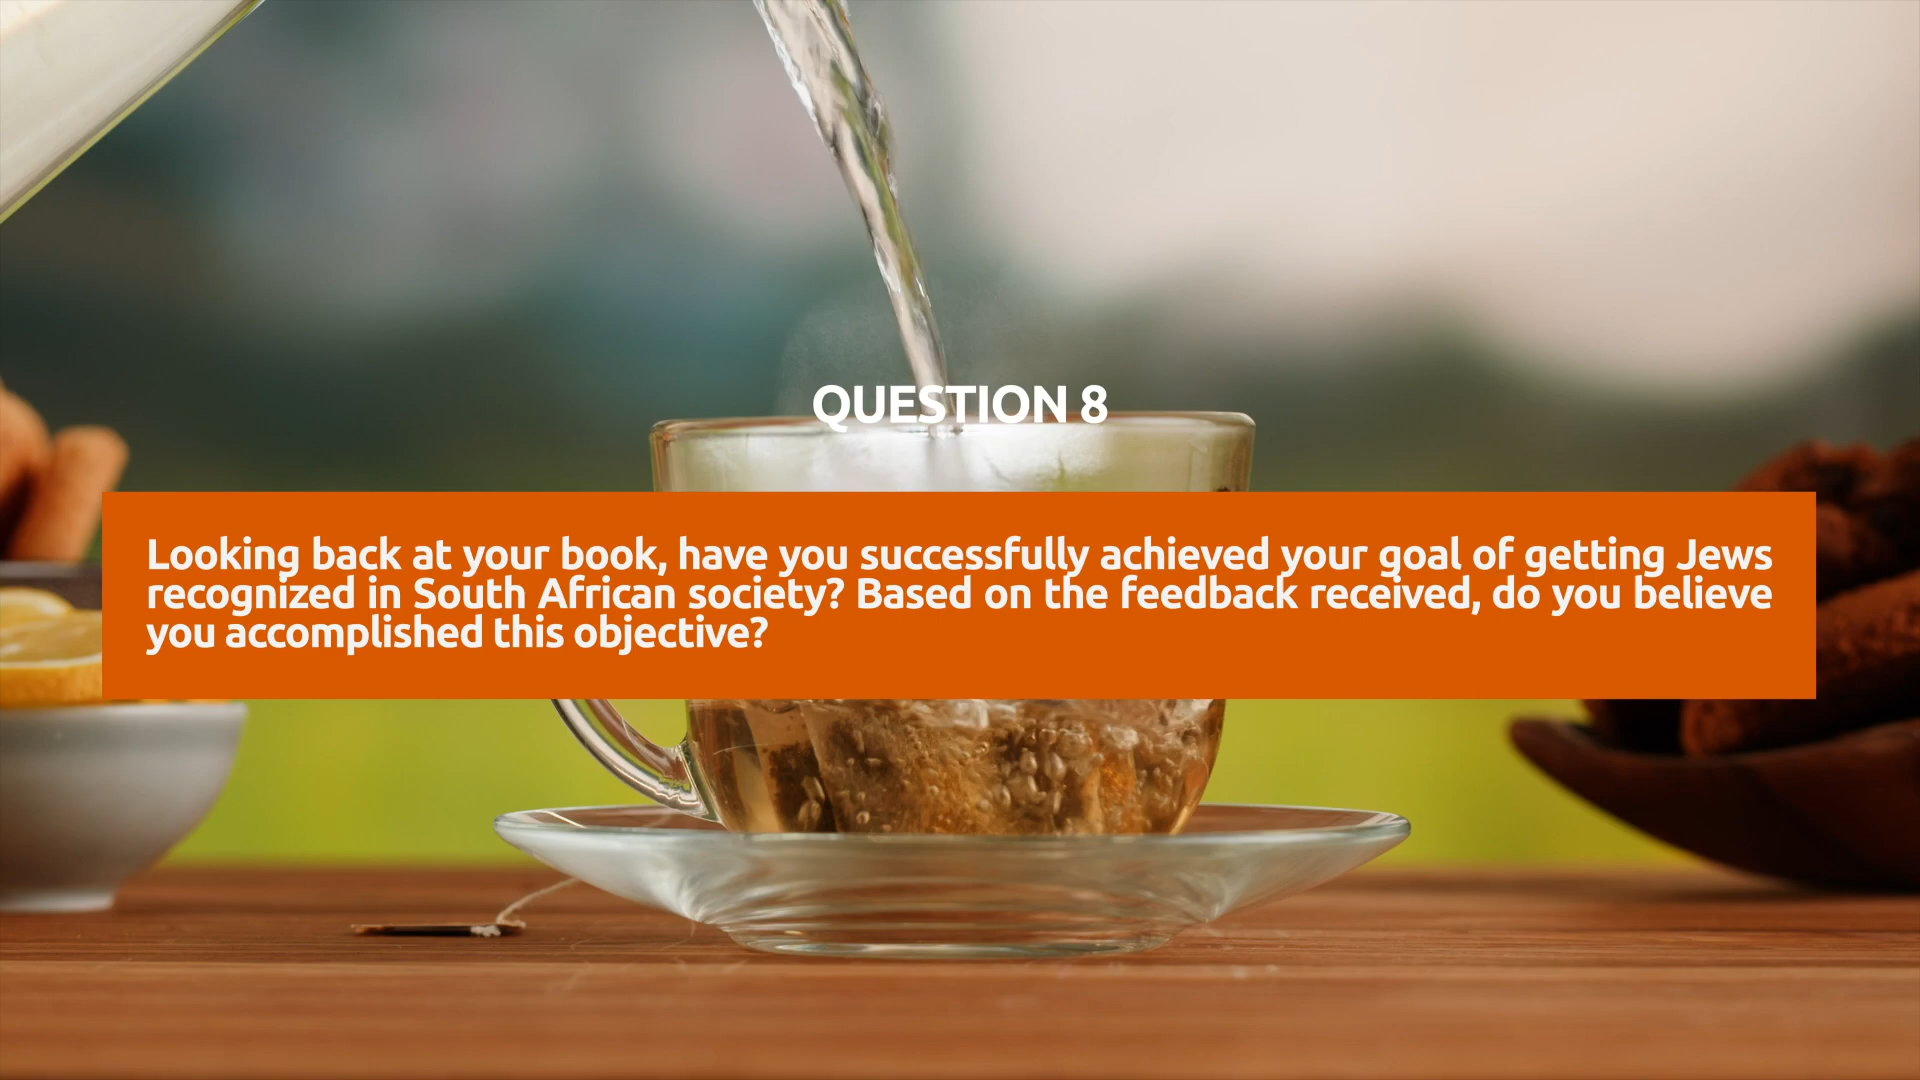 QUESTION 8
Looking back at your book, have you successfully achieved your goal of getting Jews
recognized in South African society? Based on the feedback received, do you believe
you accomplished this objective?